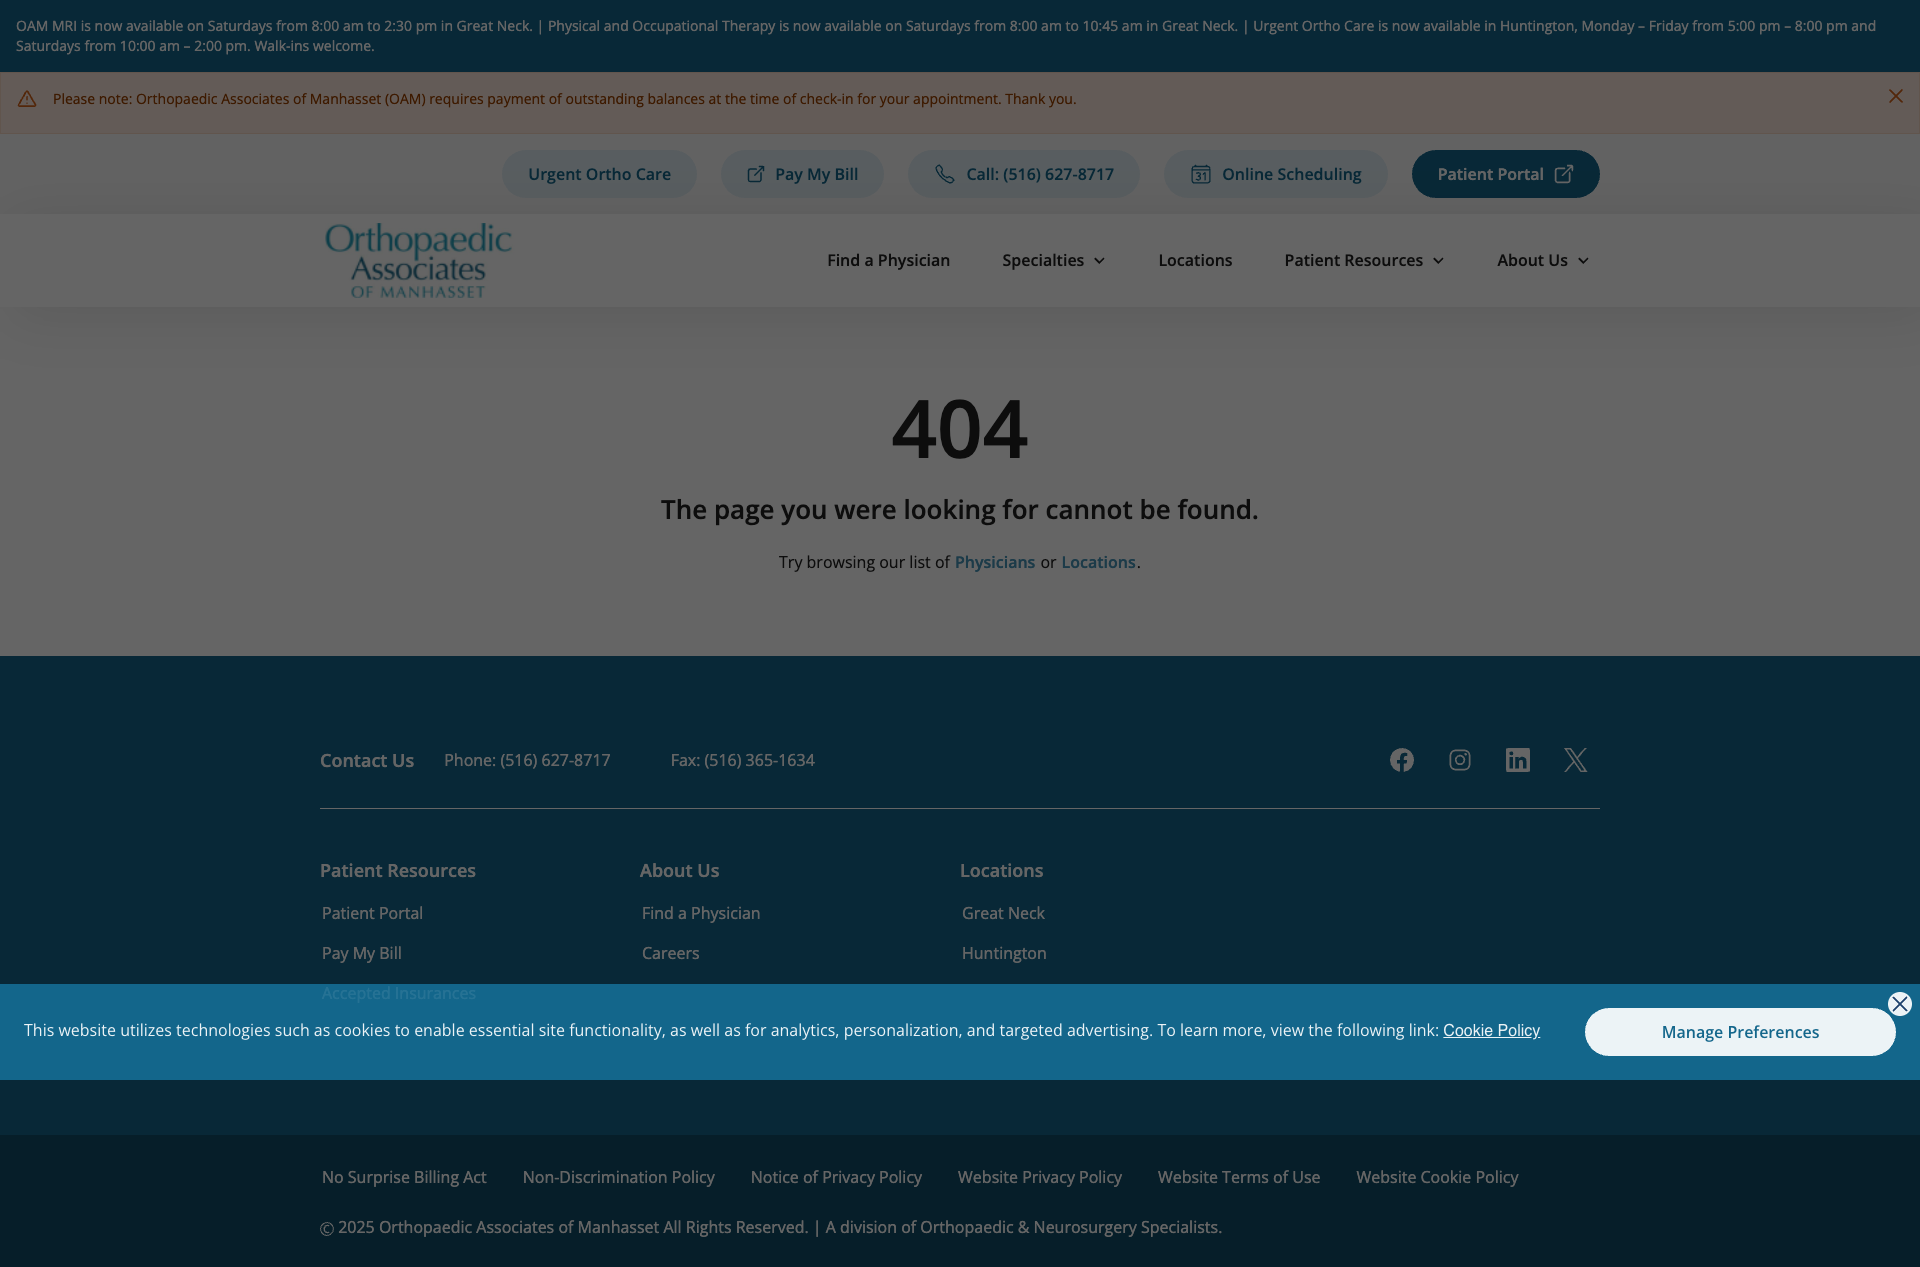 OAM MRI is now available on Saturdays from 8:00 am to 2:30 pm in Great Neck. | Physical and Occupational Therapy is now available on Saturdays from 8:00 am to 10:45 am in Great Neck. | Urgent Ortho Care is now available in Huntington, Monday – Friday from 5:00 pm – 8:00 pm and
Saturdays from 10:00 am – 2:00 pm. Walk-ins welcome.
Please note: Orthopaedic Associates of Manhasset (OAM) requires payment of outstanding balances at the time of check-in for your appointment. Thank you.
Urgent Ortho Care
Pay My Bill
Call: (516) 627-8717
31
Online Scheduling
Patient Portal
Orthopaedic
Associates
OF MANHASSET
Find a Physician
Specialties
Locations
Patient Resources
About Us
404
The page you were looking for cannot be found.
Try browsing our list of Physicians or Locations.
Contact Us
Phone: (516) 627-8717
Fax: (516) 365-1634
Patient Resources
About Us
Locations
Patient Portal
Find a Physician
Great Neck
Pay My Bill
Careers
Huntington
Accepted Insurances
This website utilizes technologies such as cookies to enable essential site functionality, as well as for analytics, personalization, and targeted advertising. To learn more, view the following link: Cookie Policy
Manage Preferences
No Surprise Billing Act
Non-Discrimination Policy
Notice of Privacy Policy
Website Privacy Policy
Website Terms of Use
Website Cookie Policy
© 2025 Orthopaedic Associates of Manhasset All Rights Reserved. | A division of Orthopaedic & Neurosurgery Specialists.